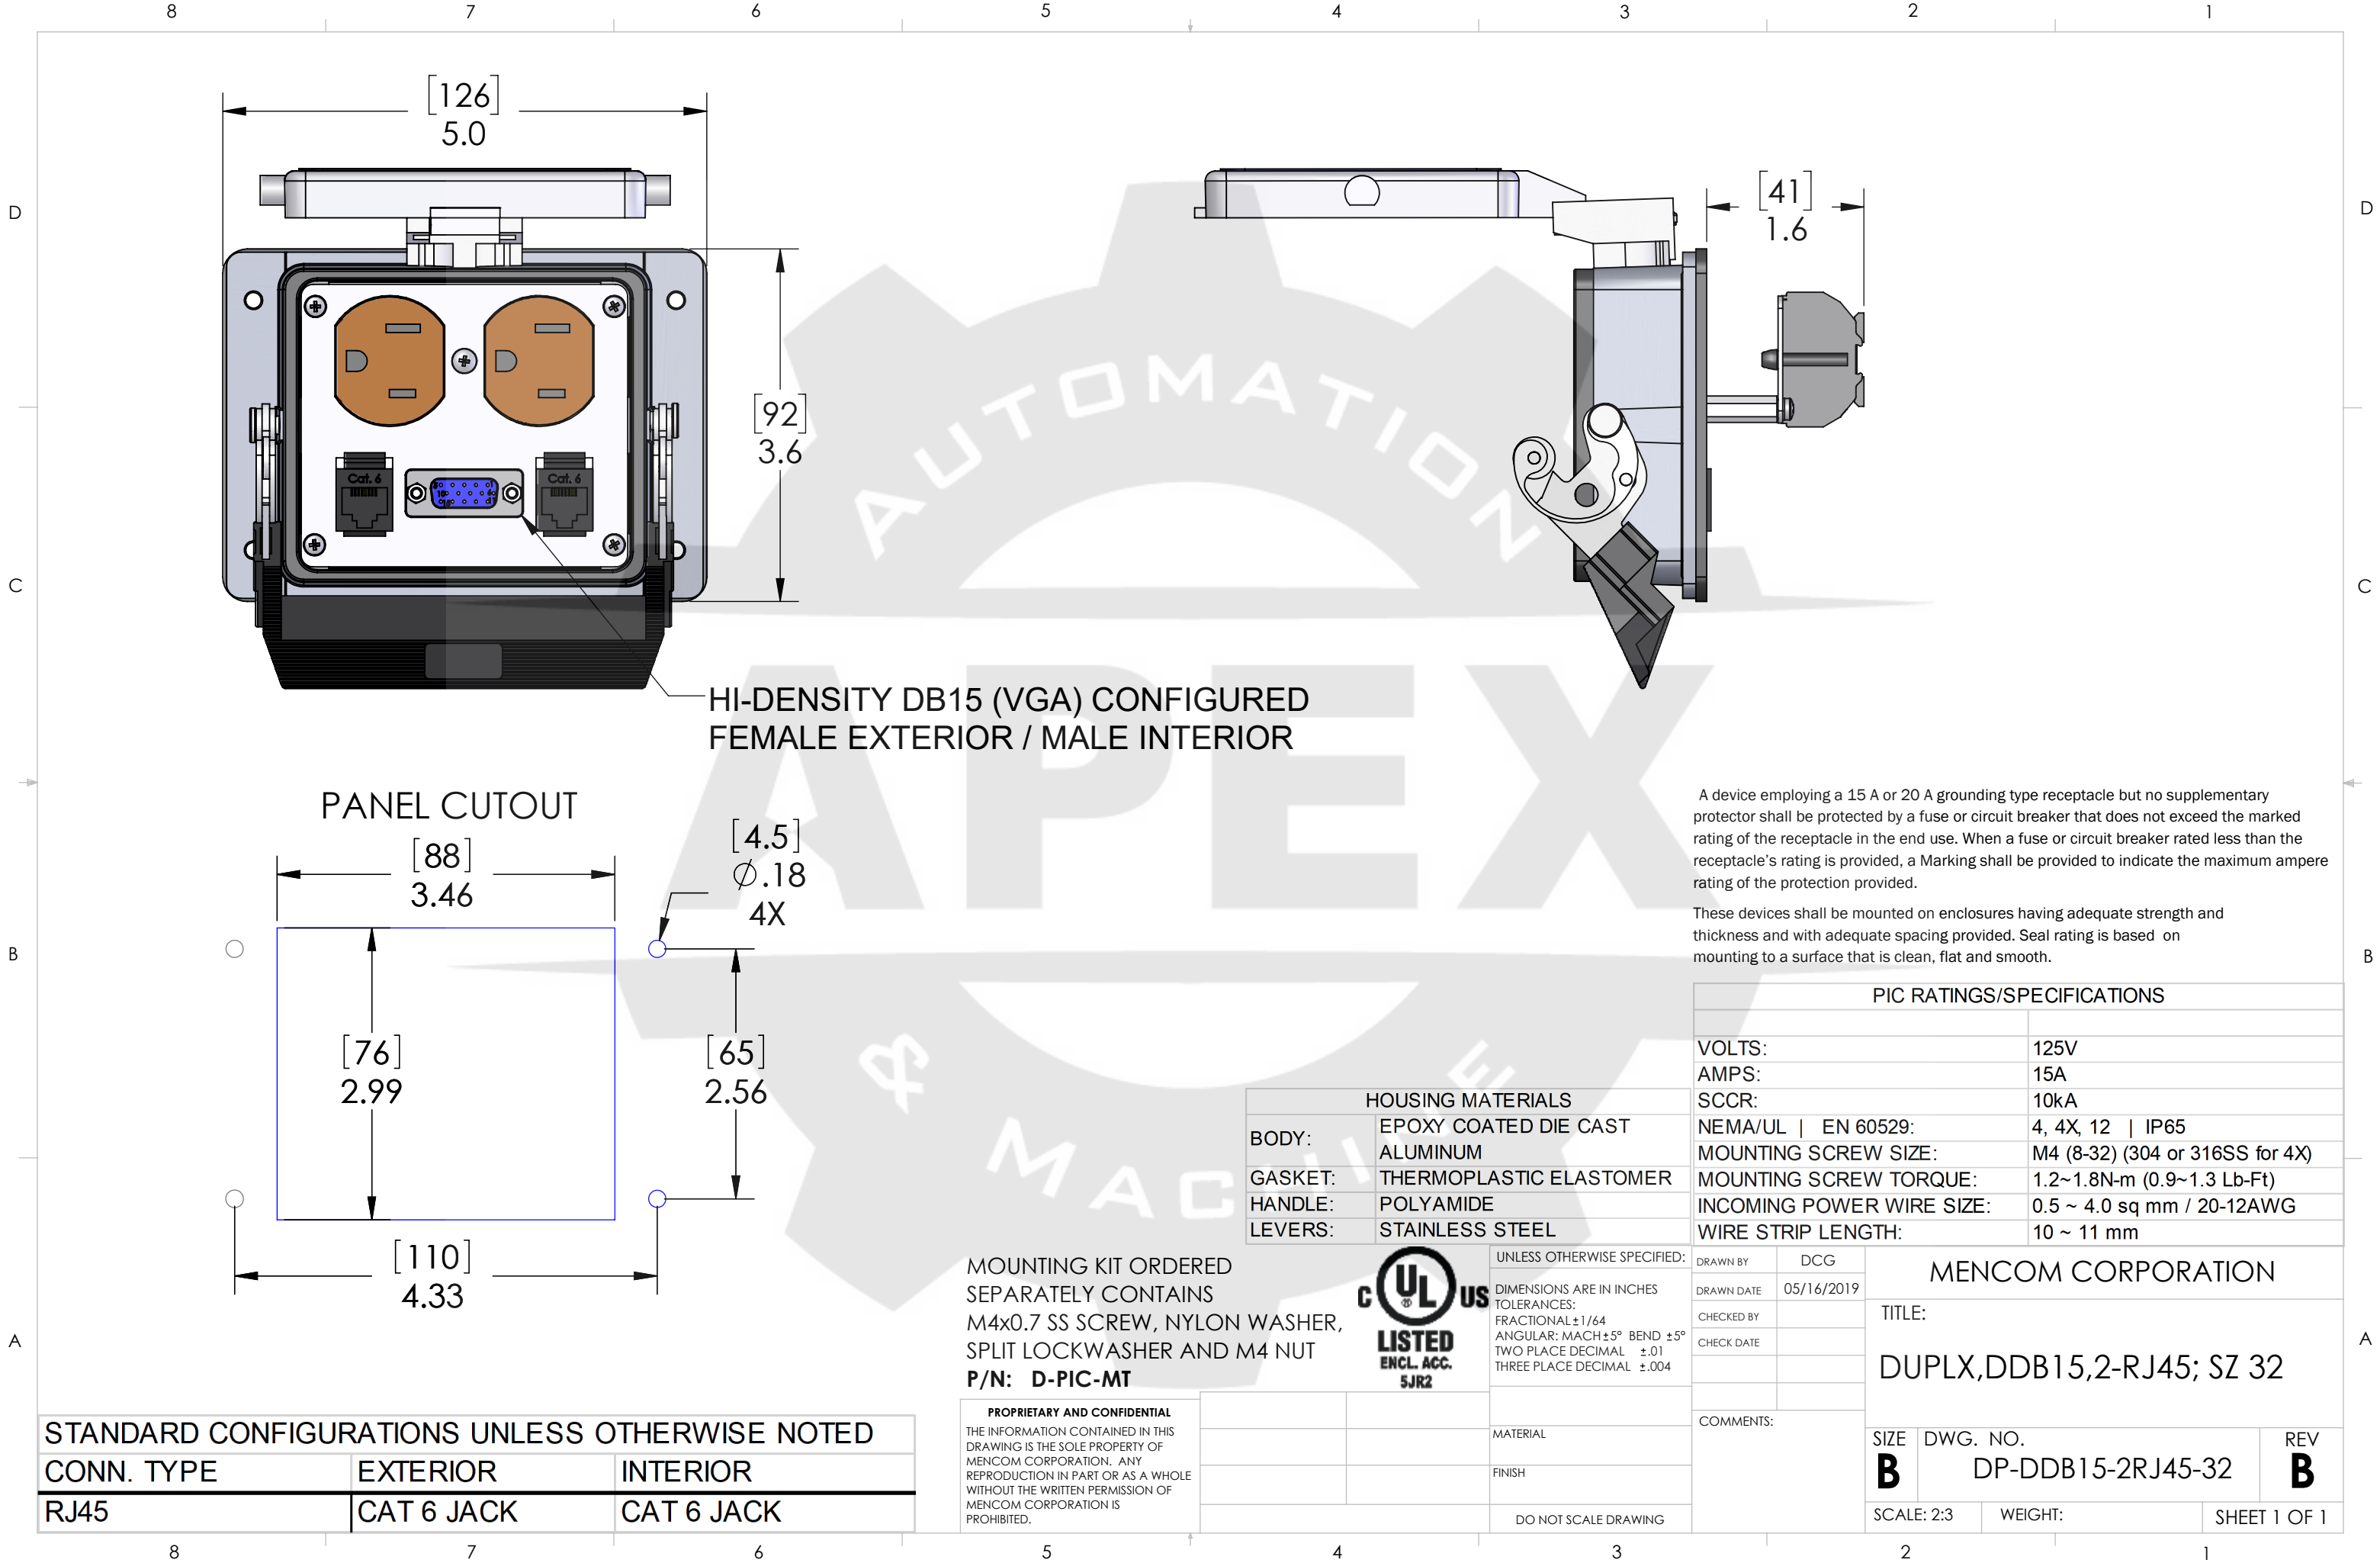 8 7 6 5 4 3 2 1
D
C
B
A
D
C
B
A
[126]
5.0
[92]
3.6
[41]
1.6
Cat. 6
Cat. 6
HI-DENSITY DB15 (VGA) CONFIGURED
FEMALE EXTERIOR / MALE INTERIOR
AUTOMATION
APEX
& MACHINE
PANEL CUTOUT
[88]
3.46
[4.5]
∅.18
4X
[76]
2.99
[65]
2.56
[110]
4.33
A device employing a 15 A or 20 A grounding type receptacle but no supplementary
protector shall be protected by a fuse or circuit breaker that does not exceed the marked
rating of the receptacle in the end use. When a fuse or circuit breaker rated less than the
receptacle's rating is provided, a Marking shall be provided to indicate the maximum ampere
rating of the protection provided.
These devices shall be mounted on enclosures having adequate strength and
thickness and with adequate spacing provided. Seal rating is based on
mounting to a surface that is clean, flat and smooth.
PIC RATINGS/SPECIFICATIONS
VOLTS: 125V
AMPS: 15A
SCCR: 10kA
NEMA/UL | EN 60529: 4, 4X, 12 | IP65
MOUNTING SCREW SIZE: M4 (8-32) (304 or 316SS for 4X)
MOUNTING SCREW TORQUE: 1.2~1.8N-m (0.9~1.3 Lb-Ft)
INCOMING POWER WIRE SIZE: 0.5 ~ 4.0 sq mm / 20-12AWG
WIRE STRIP LENGTH: 10 ~ 11 mm
HOUSING MATERIALS
BODY: EPOXY COATED DIE CAST
ALUMINUM
GASKET: THERMOPLASTIC ELASTOMER
HANDLE: POLYAMIDE
LEVERS: STAINLESS STEEL
MOUNTING KIT ORDERED
SEPARATELY CONTAINS
M4x0.7 SS SCREW, NYLON WASHER,
SPLIT LOCKWASHER AND M4 NUT
P/N: D-PIC-MT
C UL US
®
LISTED
ENCL. ACC.
5JR2
UNLESS OTHERWISE SPECIFIED:
DIMENSIONS ARE IN INCHES
TOLERANCES:
FRACTIONAL±1/64
ANGULAR: MACH±5° BEND ±5°
TWO PLACE DECIMAL ±.01
THREE PLACE DECIMAL ±.004
MATERIAL
FINISH
DO NOT SCALE DRAWING
DRAWN BY DCG
DRAWN DATE 05/16/2019
CHECKED BY
CHECK DATE
COMMENTS:
MENCOM CORPORATION
TITLE:
DUPLX,DDB15,2-RJ45; SZ 32
SIZE DWG. NO. REV
B DP-DDB15-2RJ45-32 B
SCALE: 2:3 WEIGHT: SHEET 1 OF 1
PROPRIETARY AND CONFIDENTIAL
THE INFORMATION CONTAINED IN THIS
DRAWING IS THE SOLE PROPERTY OF
MENCOM CORPORATION. ANY
REPRODUCTION IN PART OR AS A WHOLE
WITHOUT THE WRITTEN PERMISSION OF
MENCOM CORPORATION IS
PROHIBITED.
STANDARD CONFIGURATIONS UNLESS OTHERWISE NOTED
CONN. TYPE EXTERIOR INTERIOR
RJ45 CAT 6 JACK CAT 6 JACK
8 7 6 5 4 3 2 1